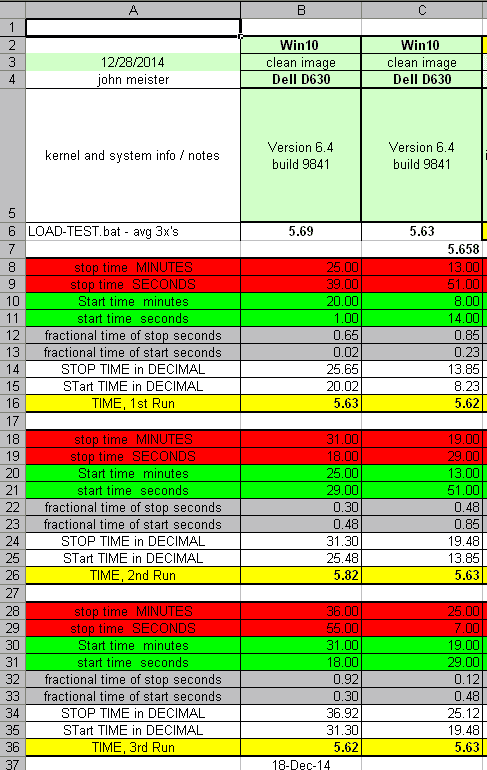 A B C
1
2 Win10 Win10
3 12/28/2014 clean image clean image
4 john meister Dell D630 Dell D630
5 kernel and system info / notes Version 6.4 build 9841 Version 6.4 build 9841
6 LOAD-TEST.bat - avg 3x's 5.69 5.63
7 5.658
8 stop time MINUTES 25.00 13.00
9 stop time SECONDS 39.00 51.00
10 Start time minutes 20.00 8.00
11 start time seconds 1.00 14.00
12 fractional time of stop seconds 0.65 0.85
13 fractional time of start seconds 0.02 0.23
14 STOP TIME in DECIMAL 25.65 13.85
15 STart TIME in DECIMAL 20.02 8.23
16 TIME, 1st Run 5.63 5.62
17
18 stop time MINUTES 31.00 19.00
19 stop time SECONDS 18.00 29.00
20 Start time minutes 25.00 13.00
21 start time seconds 29.00 51.00
22 fractional time of stop seconds 0.30 0.48
23 fractional time of start seconds 0.48 0.85
24 STOP TIME in DECIMAL 31.30 19.48
25 STart TIME in DECIMAL 25.48 13.85
26 TIME, 2nd Run 5.82 5.63
27
28 stop time MINUTES 36.00 25.00
29 stop time SECONDS 55.00 7.00
30 Start time minutes 31.00 19.00
31 start time seconds 18.00 29.00
32 fractional time of stop seconds 0.92 0.12
33 fractional time of start seconds 0.30 0.48
34 STOP TIME in DECIMAL 36.92 25.12
35 STart TIME in DECIMAL 31.30 19.48
36 TIME, 3rd Run 5.62 5.63
37 18-Dec-14